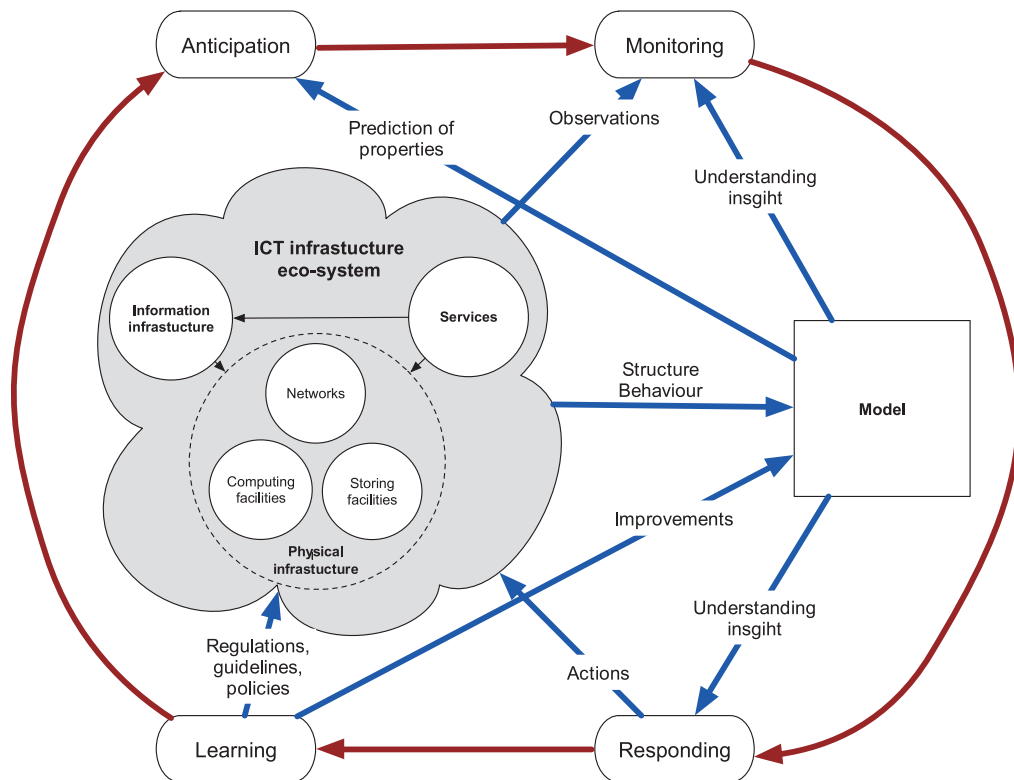 Anticipation
Monitoring
Observations
Prediction of
properties
Understanding
insgiht
ICT infrastucture
eco-system
Information
infrastucture
Services
Networks
Structure
Behaviour
Model
Computing
facilities
Storing
facilities
Improvements
Physical
infrastucture
Understanding
insgiht
Regulations,
guidelines,
policies
Actions
Learning
Responding